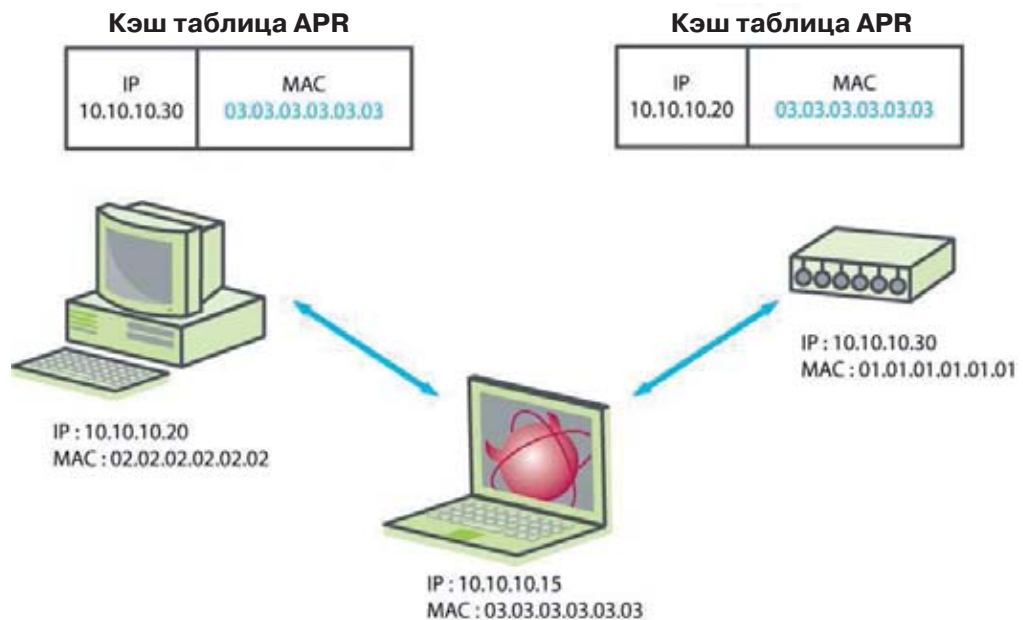 Кэш таблица APR
Кэш таблица APR
IP
10.10.10.30
MAC
03.03.03.03.03.03
IP
10.10.10.20
MAC
03.03.03.03.03.03
IP : 10.10.10.30
MAC : 01.01.01.01.01.01
IP : 10.10.10.20
MAC : 02.02.02.02.02.02
IP : 10.10.10.15
MAC : 03.03.03.03.03.03